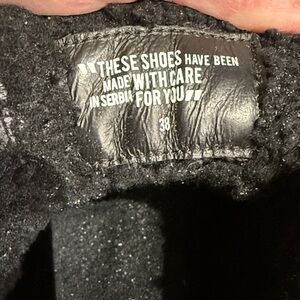 "THESE SHOES HAVE BEEN
MADE WITH CARE
IN SERBIA FOR YOU"
38